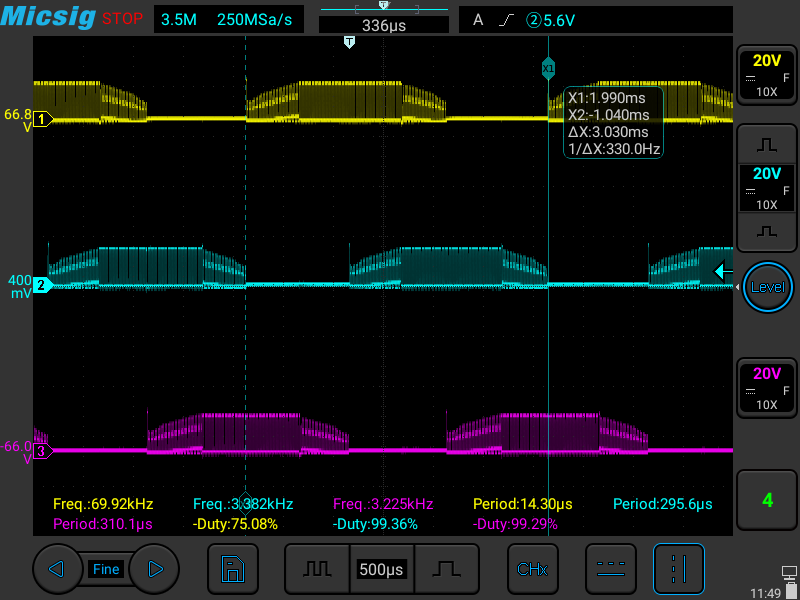 Micsig STOP 3.5M 250MSa/s 336µs A ②5.6V
T
T
X1
20V
F
10X
66.8
V
1
X1:1.990ms
X2:-1.040ms
ΔX:3.030ms
1/ΔX:330.0Hz
20V
F
10X
400
mV
2
Level
20V
F
10X
-66.0
V
3
4
Freq.:69.92kHz Freq.:3.382kHz Freq.:3.225kHz Period:14.30µs Period:295.6µs
Period:310.1µs -Duty:75.08% -Duty:99.36% -Duty:99.29%
Fine 500µs CHx
11:49